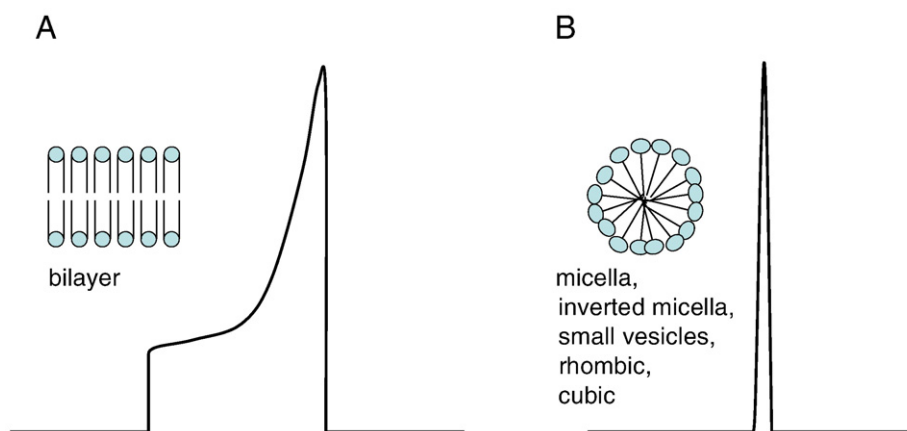 A
bilayer
B
micella,
inverted micella,
small vesicles,
rhombic,
cubic